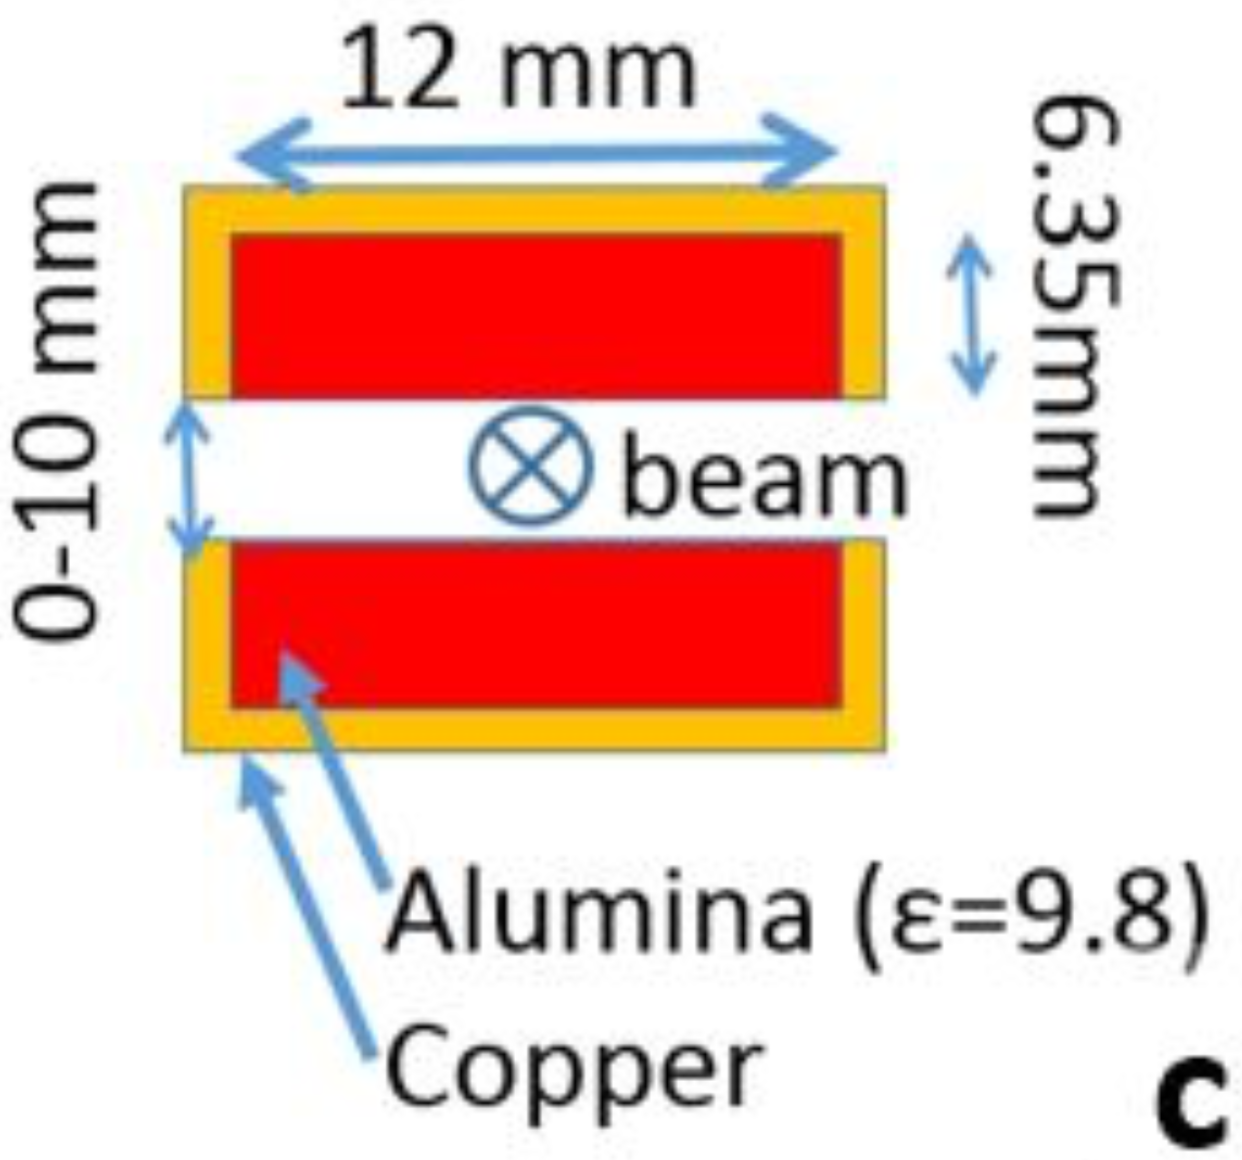 12 mm
6.35mm
0-10 mm
beam
Alumina (ε=9.8)
Copper
c